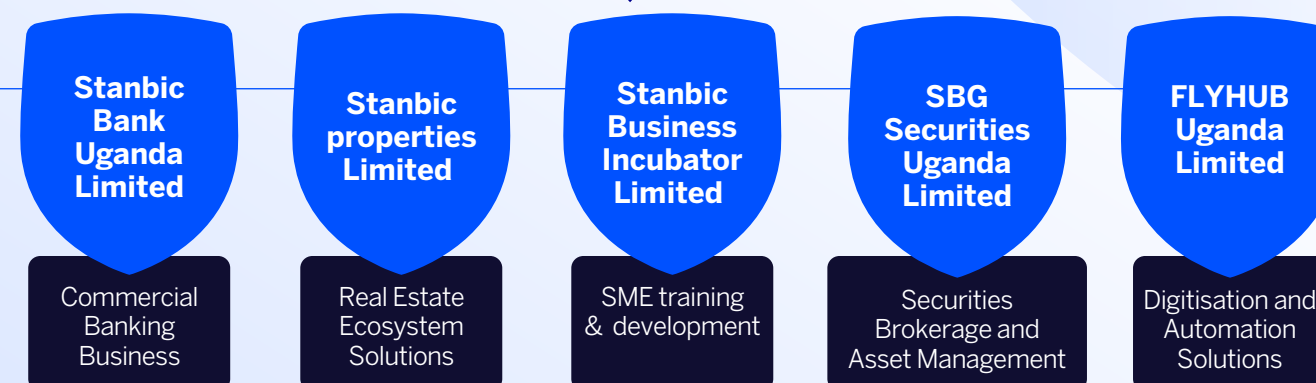 Stanbic
Bank
Uganda
Limited
Commercial
Banking
Business
Stanbic
properties
Limited
Real Estate
Ecosystem
Solutions
Stanbic
Business
Incubator
Limited
SME training
& development
SBG
Securities
Uganda
Limited
Securities
Brokerage and
Asset Management
FLYHUB
Uganda
Limited
Digitisation and
Automation
Solutions